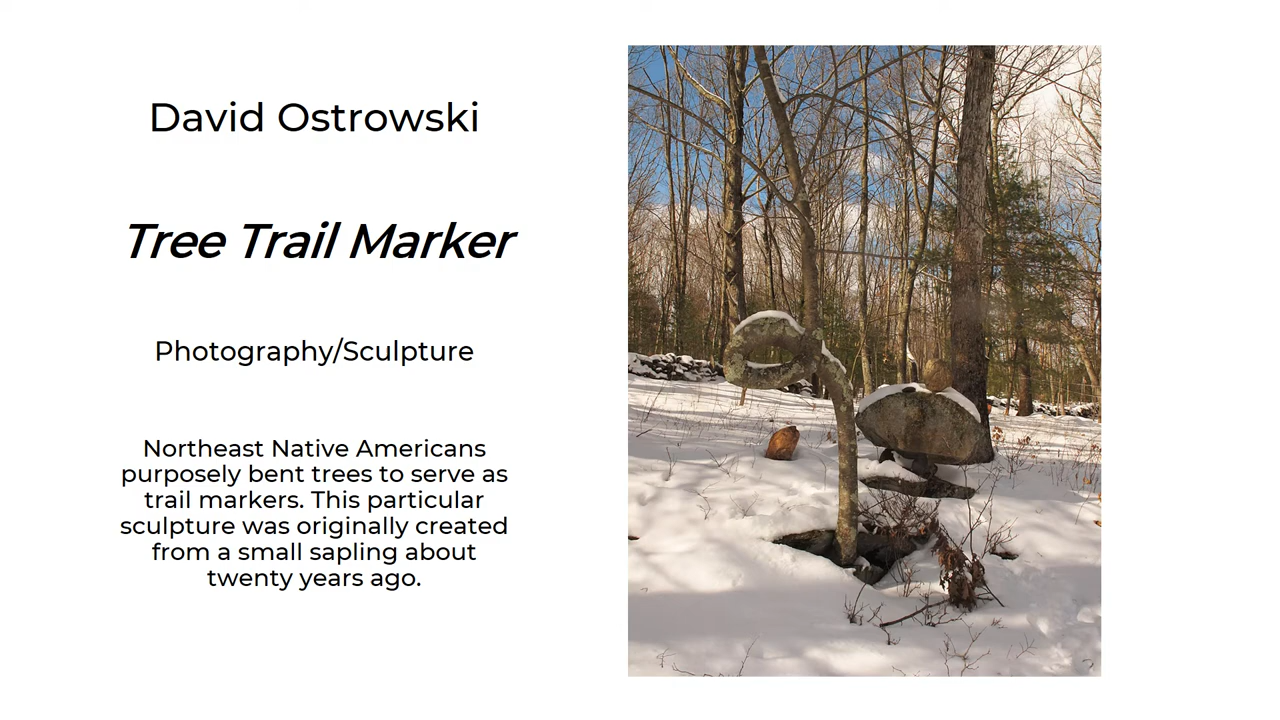 David Ostrowski
Tree Trail Marker
Photography/Sculpture
Northeast Native Americans
purposely bent trees to serve as
trail markers. This particular
sculpture was originally created
from a small sapling about
twenty years ago.